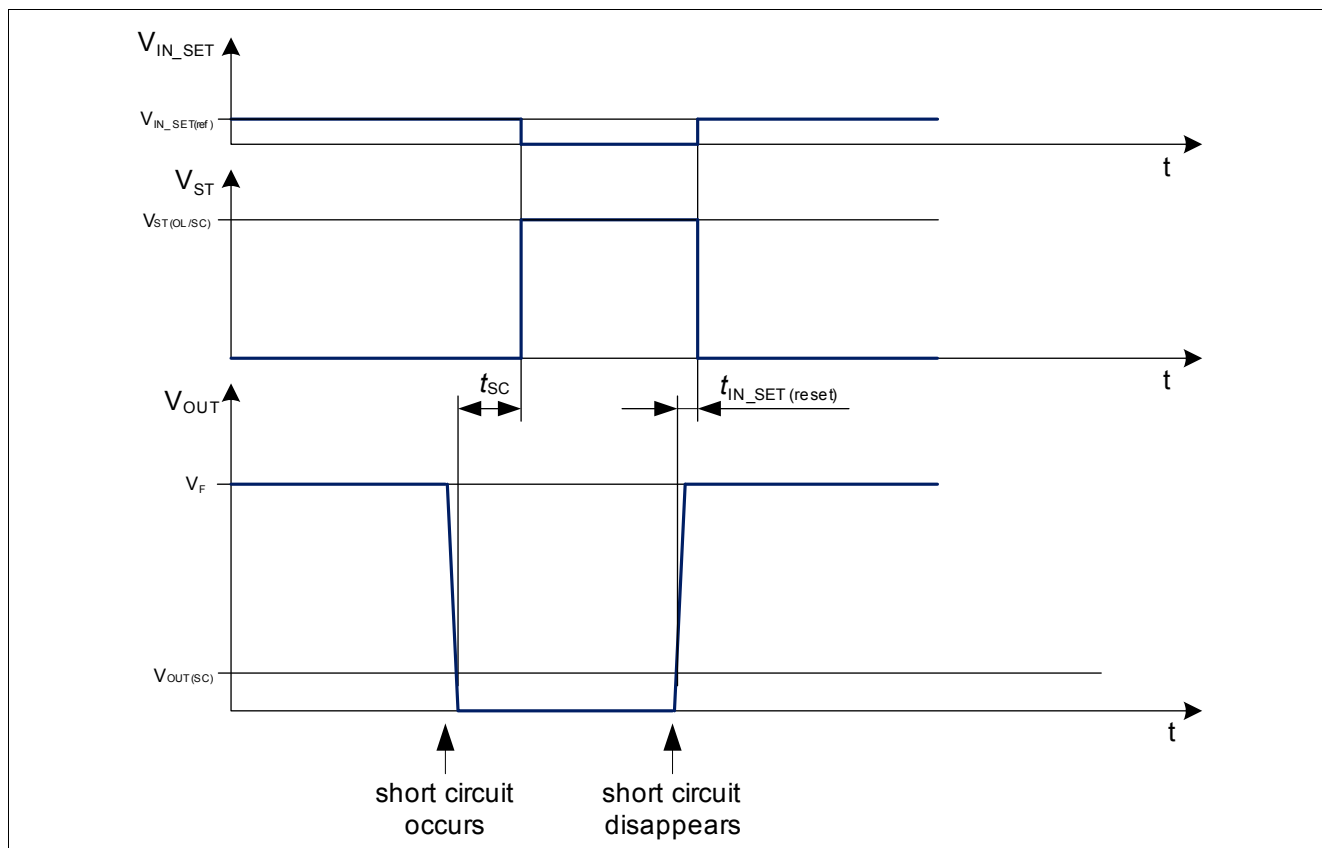 V_IN_SET
V_IN_SET(ref)
t
V_ST
V_ST(OL/SC)
t
t_SC
t_IN_SET(reset)
V_OUT
V_F
V_OUT(SC)
t
short circuit
occurs
short circuit
disappears